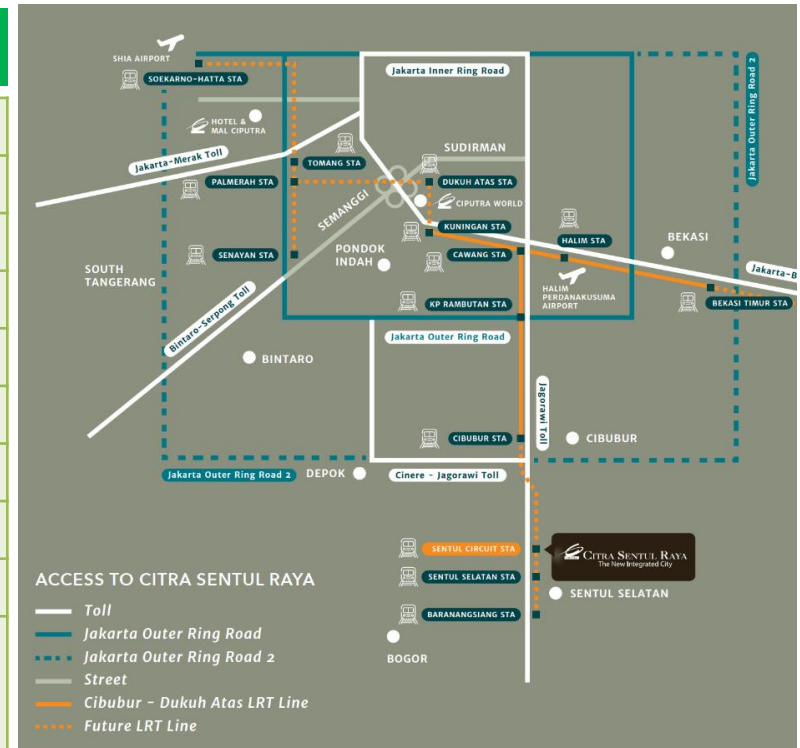 SHIA AIRPORT
SOEKARNO-HATTA STA
Jakarta Inner Ring Road
Jakarta Outer Ring Road 2
HOTEL &
MAL CIPUTRA
Jakarta-Merak Toll
TOMANG STA
SUDIRMAN
PALMERAH STA
DUKUH ATAS STA
SEMANGGI
CIPUTRA WORLD
KUNINGAN STA
SENAYAN STA
PONDOK
INDAH
CAWANG STA
HALIM STA
BEKASI
SOUTH
TANGERANG
HALIM
PERDANAKUSUMA
AIRPORT
Jakarta-B
BEKASI TIMUR STA
KP RAMBUTAN STA
Bintaro-Serpong Toll
Jakarta Outer Ring Road
BINTARO
Jagorawi Toll
CIBUBUR STA
CIBUBUR
Jakarta Outer Ring Road 2
DEPOK
Cinere - Jagorawi Toll
SENTUL CIRCUIT STA
CITRA SENTUL RAYA
The New Integrated City
SENTUL SELATAN STA
SENTUL SELATAN
BARANANGSIANG STA
BOGOR
ACCESS TO CITRA SENTUL RAYA
Toll
Jakarta Outer Ring Road
Jakarta Outer Ring Road 2
Street
Cibubur - Dukuh Atas LRT Line
Future LRT Line